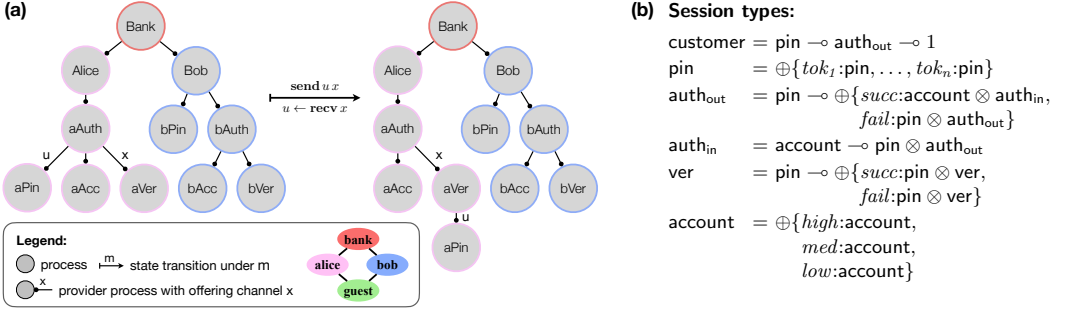 (a)
Bank
Alice
Bob
aAuth
bPin
bAuth
u
x
aPin
aAcc
aVer
bAcc
bVer
send u x
u ← recv x
Bank
Alice
Bob
aAuth
bPin
bAuth
x
aAcc
aVer
bAcc
bVer
u
aPin
Legend:
process
m
state transition under m
x
provider process with offering channel x
bank
alice
bob
guest
(b) Session types:
customer = pin ⊸ auth_out ⊸ 1
pin = ⊕{tok_1:pin, . . . , tok_n:pin}
auth_out = pin ⊸ ⊕{succ:account ⊗ auth_in,
fail:pin ⊗ auth_out}
auth_in = account ⊸ pin ⊗ auth_out
ver = pin ⊸ ⊕{succ:pin ⊗ ver,
fail:pin ⊗ ver}
account = ⊕{high:account,
med:account,
low:account}